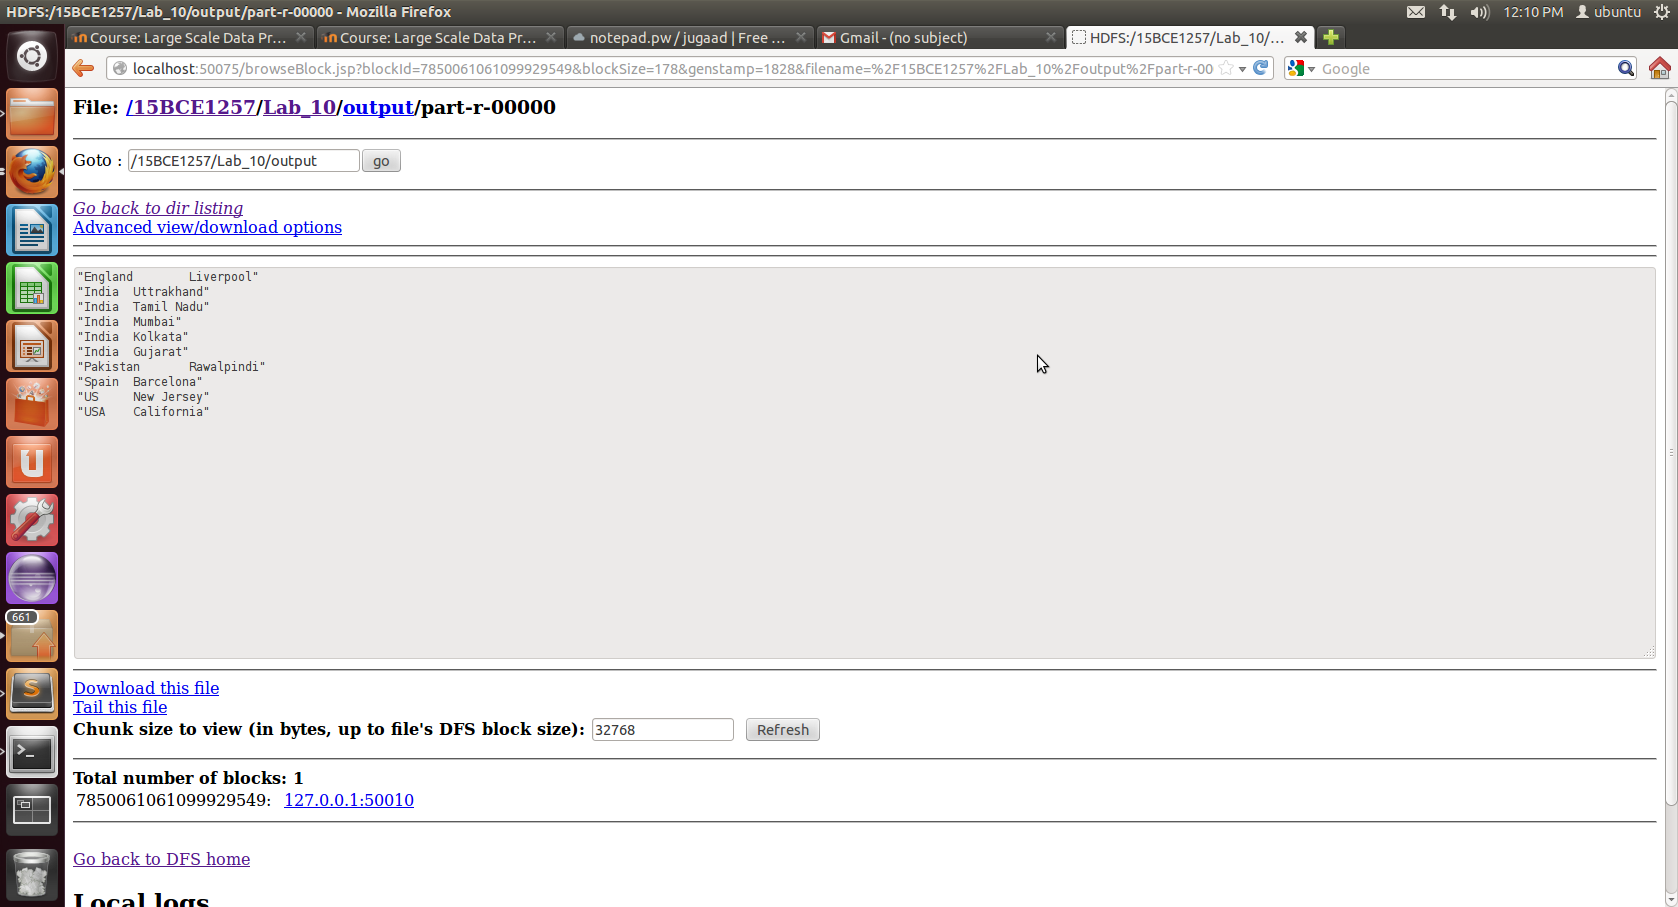 HDFS:/15BCE1257/Lab_10/output/part-r-00000 - Mozilla Firefox
12:10 PM ubuntu
Course: Large Scale Data Pr...
Course: Large Scale Data Pr...
notepad.pw / jugaad | Free ...
Gmail - (no subject)
HDFS:/15BCE1257/Lab_10/...
localhost:50075/browseBlock.jsp?blockId=7850061061099929549&blockSize=178&genstamp=1828&filename=%2F15BCE1257%2FLab_10%2Foutput%2Fpart-r-00
Google
File: /15BCE1257/Lab_10/output/part-r-00000
Goto : /15BCE1257/Lab_10/output go
Go back to dir listing
Advanced view/download options
"England	Liverpool"
"India	Uttrakhand"
"India	Tamil Nadu"
"India	Mumbai"
"India	Kolkata"
"India	Gujarat"
"Pakistan	Rawalpindi"
"Spain	Barcelona"
"US	New Jersey"
"USA	California"
661
Download this file
Tail this file
Chunk size to view (in bytes, up to file's DFS block size): 32768 Refresh
Total number of blocks: 1
7850061061099929549: 127.0.0.1:50010
Go back to DFS home
Local logs